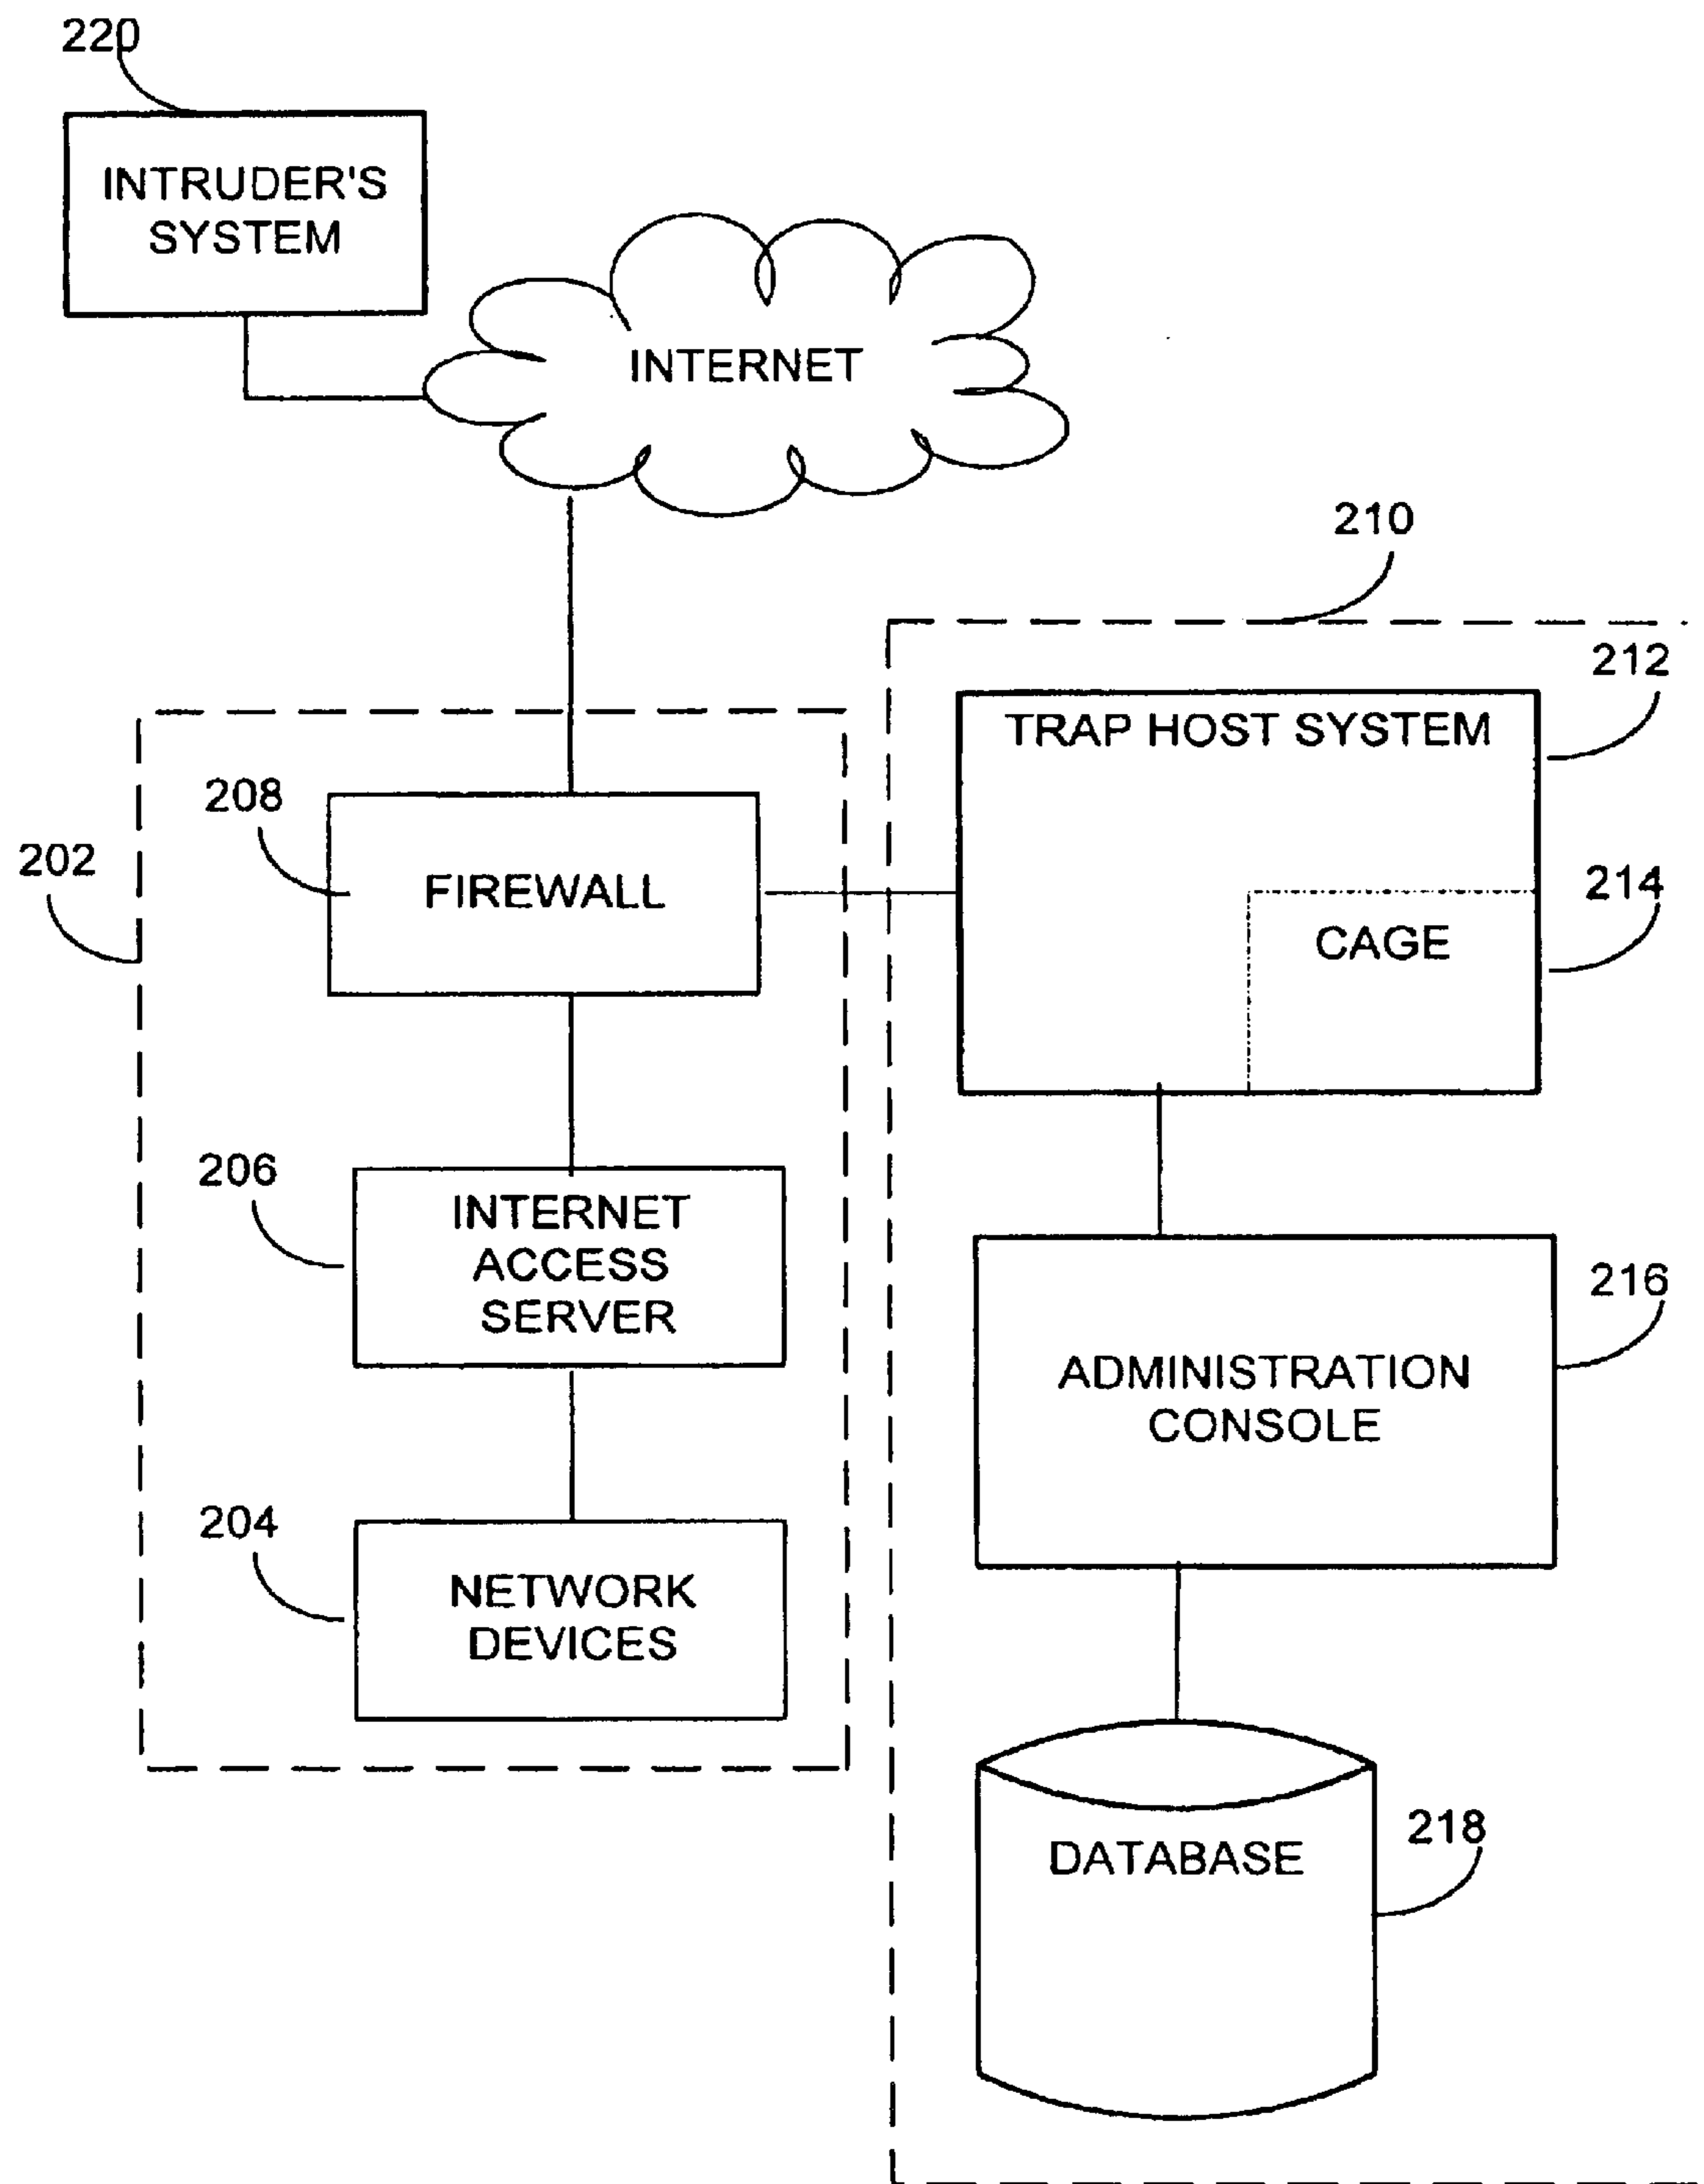 220
INTRUDER'S
SYSTEM
INTERNET
210
212
TRAP HOST SYSTEM
208
202
FIREWALL
214
CAGE
206
INTERNET
ACCESS
SERVER
216
ADMINISTRATION
CONSOLE
204
NETWORK
DEVICES
218
DATABASE